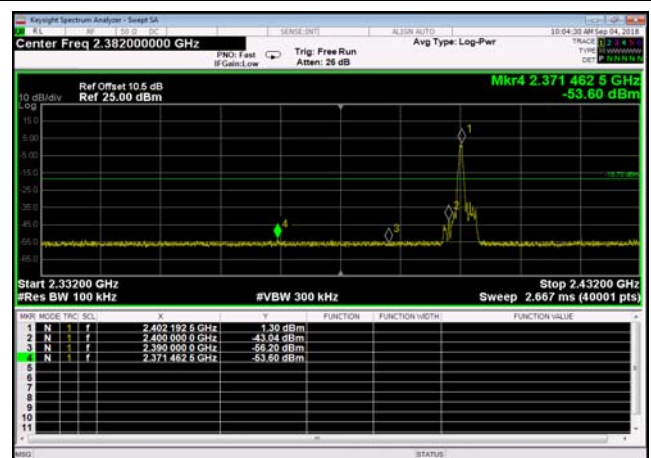 Keysight Spectrum Analyzer - Swept SA
RL RF 50 Ω DC SENSE:INT ALIGN AUTO 10:04:30 AM Sep 04, 2018
Center Freq 2.382000000 GHz Avg Type: Log-Pwr TRACE 1 2 3 4 5 6
PNO: Fast Trig: Free Run TYPE
IFGain:Low Atten: 26 dB DET P N N N N N
Mkr4 2.371 462 5 GHz
Ref Offset 10.5 dB
10 dB/div Ref 25.00 dBm -53.60 dBm
Log
15.0
5.00
-5.00
-15.0
-25.0
-35.0
-45.0
-55.0
-65.0
1
2
3
4
Start 2.33200 GHz Stop 2.43200 GHz
#Res BW 100 kHz #VBW 300 kHz Sweep 2.667 ms (40001 pts)
MKR MODE TRC SCL X Y FUNCTION FUNCTION WIDTH FUNCTION VALUE
1 N 1 f 2.402 192 5 GHz 1.30 dBm
2 N 1 f 2.400 000 0 GHz -43.04 dBm
3 N 1 f 2.390 000 0 GHz -56.20 dBm
4 N 1 f 2.371 462 5 GHz -53.60 dBm
5
6
7
8
9
10
11
MSG STATUS